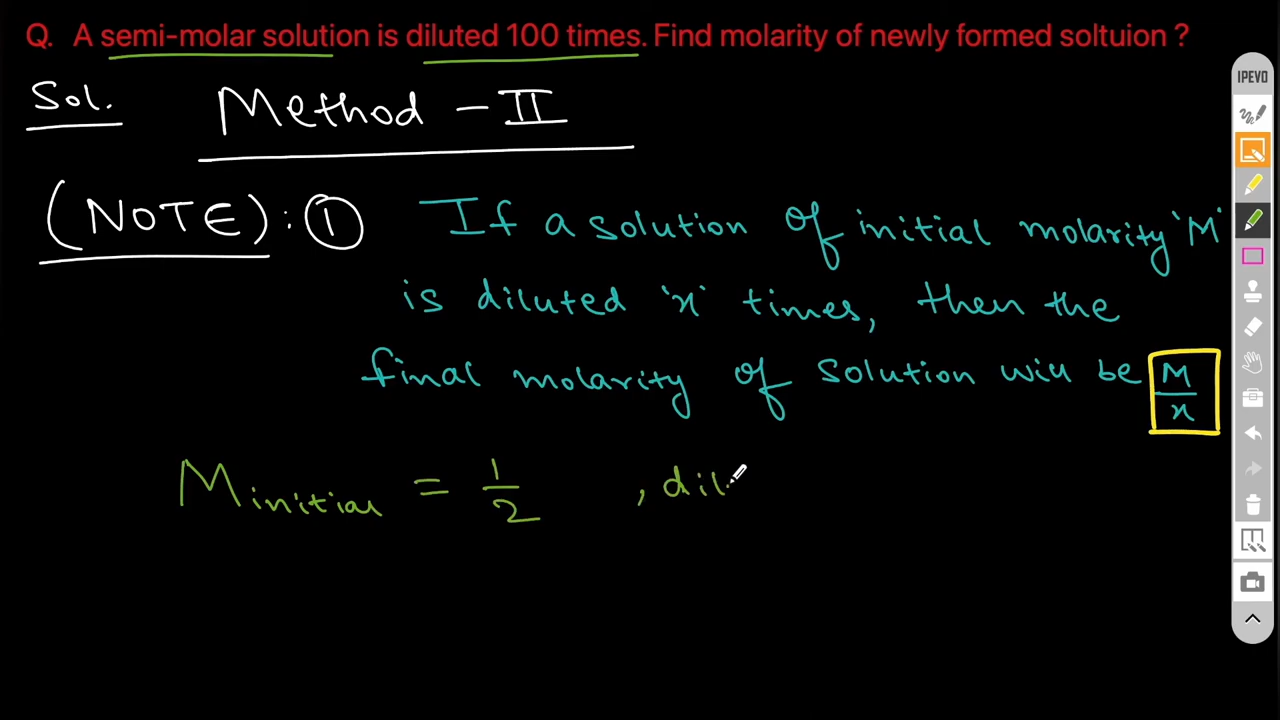 Q. A semi-molar solution is diluted 100 times. Find molarity of newly formed soltuion ?
Sol. Method - II
(NOTE): ① If a solution of initial molarity 'M'
is diluted 'x' times, then the
final molarity of solution will be M/x
M initial = 1/2 , dil
IPEVO